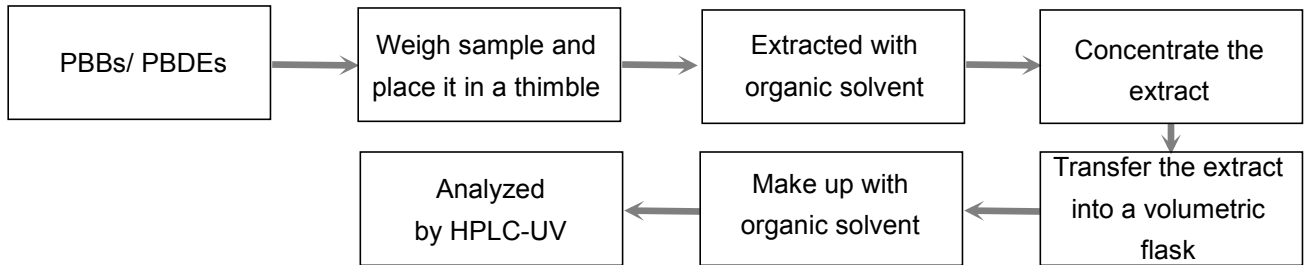 PBBs/ PBDEs
Weigh sample and
place it in a thimble
Extracted with
organic solvent
Concentrate the
extract
Transfer the extract
into a volumetric
flask
Make up with
organic solvent
Analyzed
by HPLC-UV